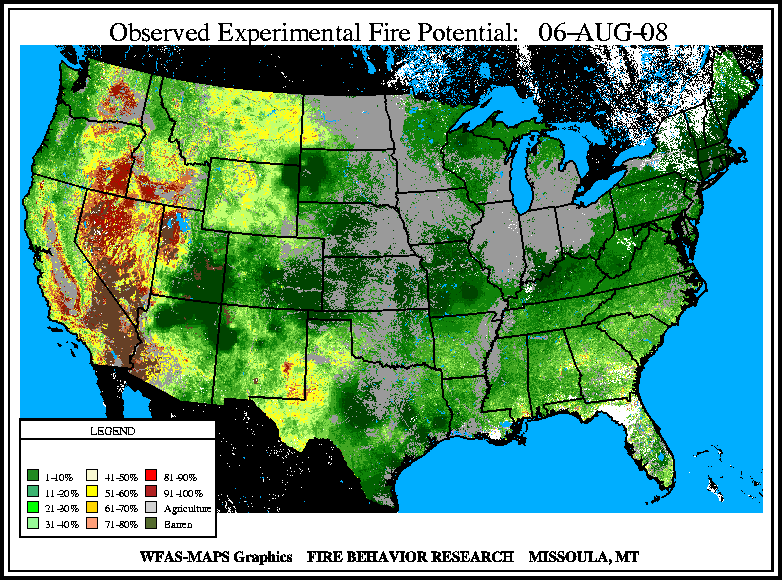 Observed Experimental Fire Potential: 06-AUG-08
LEGEND
1-10% 41-50% 81-90%
11-20% 51-60% 91-100%
21-30% 61-70% Agriculture
31-40% 71-80% Barren
WFAS-MAPS Graphics FIRE BEHAVIOR RESEARCH MISSOULA, MT